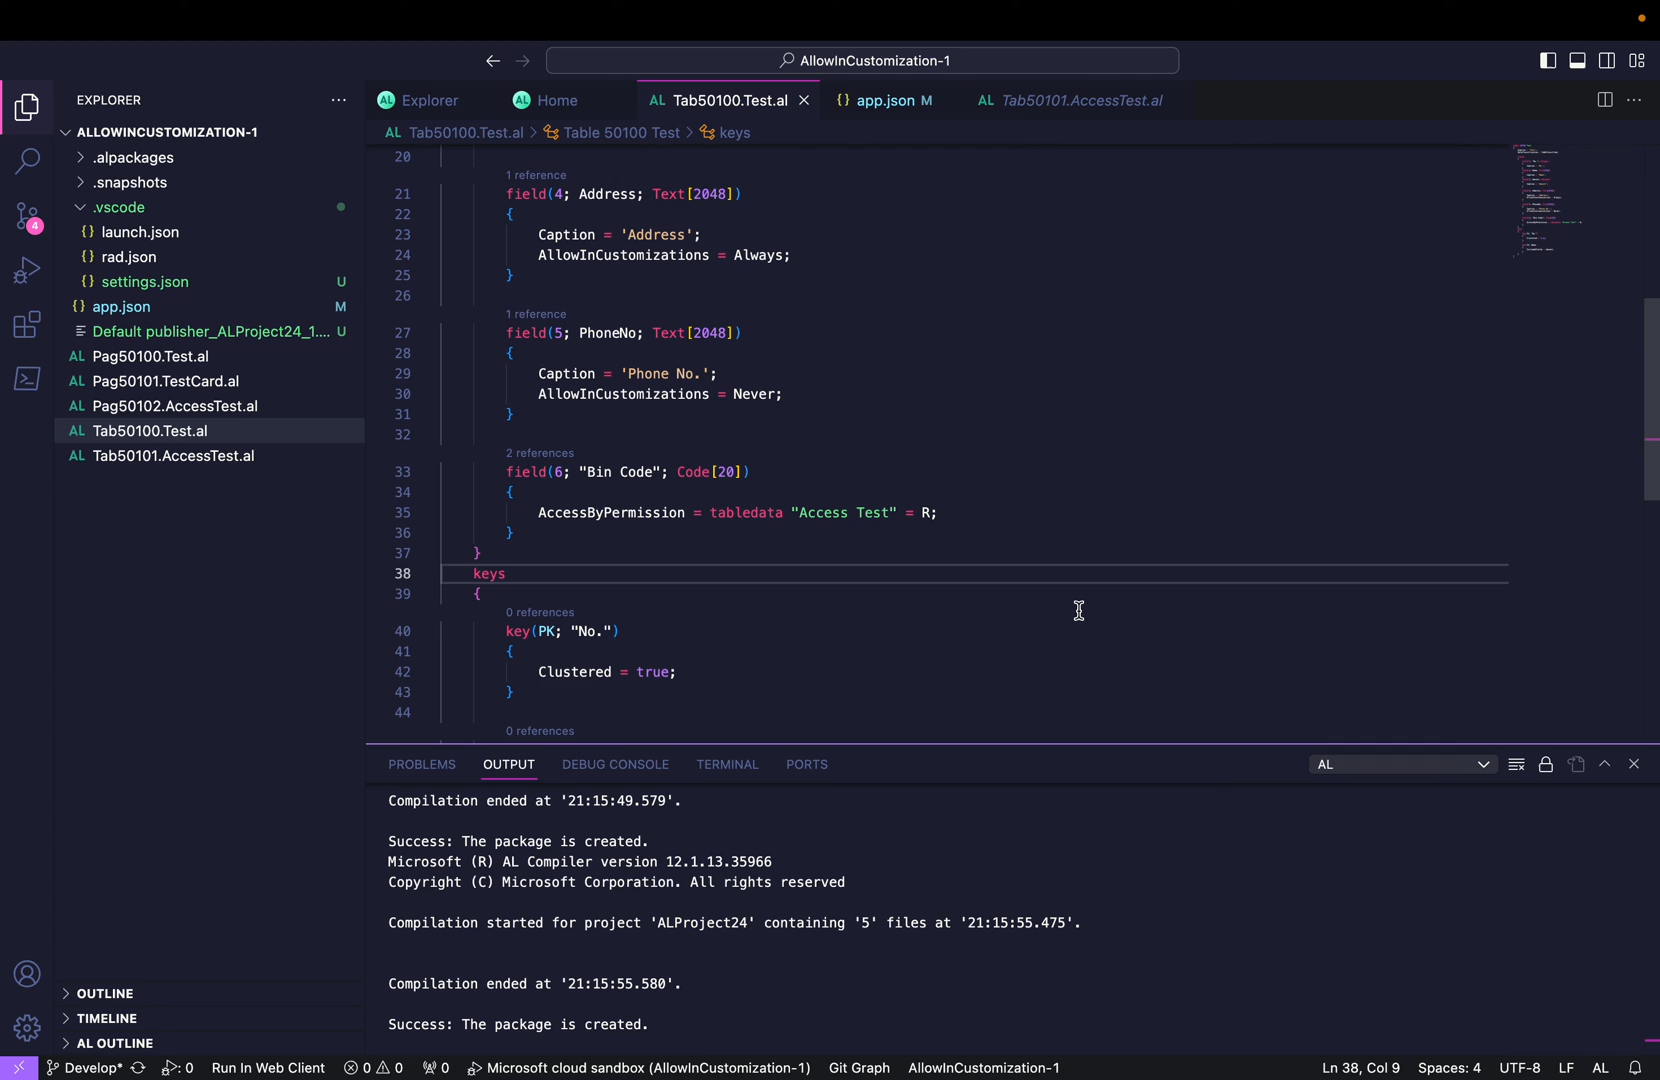 AllowInCustomization-1
EXPLORER
Explorer
Home
Tab50100.Test.al
app.json M
Tab50101.AccessTest.al
ALLOWINCUSTOMIZATION-1
.alpackages
.snapshots
.vscode
launch.json
rad.json
settings.json U
app.json M
Default publisher_ALProject24_1.... U
AL Pag50100.Test.al
AL Pag50101.TestCard.al
AL Pag50102.AccessTest.al
AL Tab50100.Test.al
AL Tab50101.AccessTest.al
OUTLINE
TIMELINE
AL OUTLINE
4
AL Tab50100.Test.al > Table 50100 Test > keys
20
1 reference
21 field(4; Address; Text[2048])
22 {
23 Caption = 'Address';
24 AllowInCustomizations = Always;
25 }
26
1 reference
27 field(5; PhoneNo; Text[2048])
28 {
29 Caption = 'Phone No.';
30 AllowInCustomizations = Never;
31 }
32
2 references
33 field(6; "Bin Code"; Code[20])
34 {
35 AccessByPermission = tabledata "Access Test" = R;
36 }
37 }
38 keys
39 {
0 references
40 key(PK; "No.")
41 {
42 Clustered = true;
43 }
44
0 references
PROBLEMS OUTPUT DEBUG CONSOLE TERMINAL PORTS AL
Compilation ended at '21:15:49.579'.
Success: The package is created.
Microsoft (R) AL Compiler version 12.1.13.35966
Copyright (C) Microsoft Corporation. All rights reserved
Compilation started for project 'ALProject24' containing '5' files at '21:15:55.475'.
Compilation ended at '21:15:55.580'.
Success: The package is created.
Develop* 0 Run In Web Client 0 0 0 Microsoft cloud sandbox (AllowInCustomization-1) Git Graph AllowInCustomization-1 Ln 38, Col 9 Spaces: 4 UTF-8 LF AL